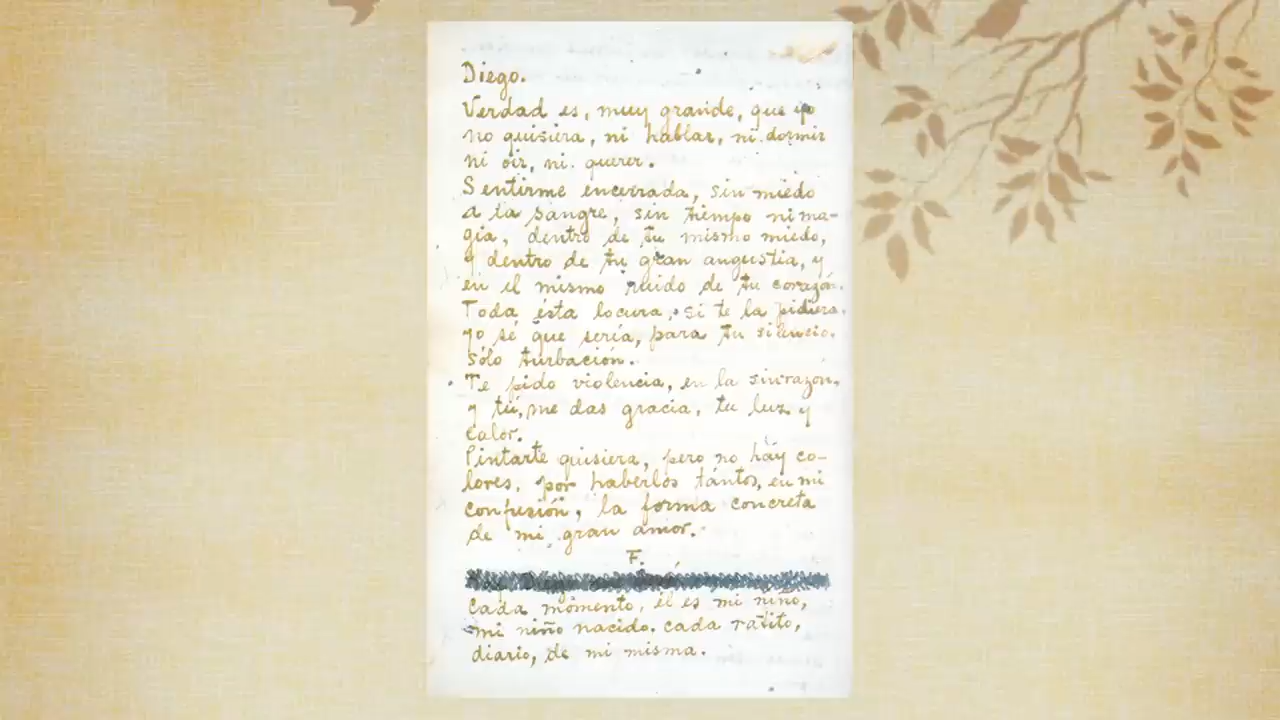 Diego.
Verdad es, muy grande, que yo
no quisiera, ni hablar, ni dormir
ni oir, ni querer.
Sentirme encerrada, sin miedo
a la sangre, sin tiempo ni ma-
gia, dentro de tu mismo miedo,
y dentro de tu gran angustia, y
en el mismo ruido de tu corazón.
Toda ésta locura, si te la pidiera,
yo sé que sería, para tu silencio,
sólo turbación.
Te pido violencia, en la sinrazón,
y tú, me das gracia, tu luz y
calor.
Pintarte quisiera, pero no hay co-
lores, por haberlos tántos, en mi
confusión, la forma concreta
de mi gran amor.
F.
Cada momento, él es mi niño,
mi niño nacido, cada ratito,
diario, de mi misma.